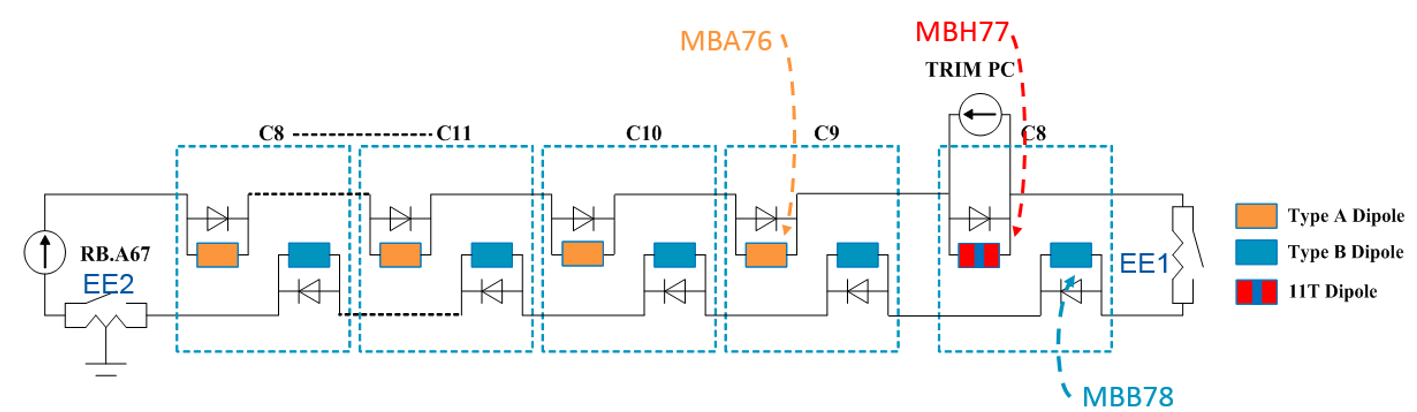 MBA76
MBH77
TRIM PC
C8
C11
C10
C9
C8
RB.A67
EE2
EE1
Type A Dipole
Type B Dipole
11T Dipole
MBB78